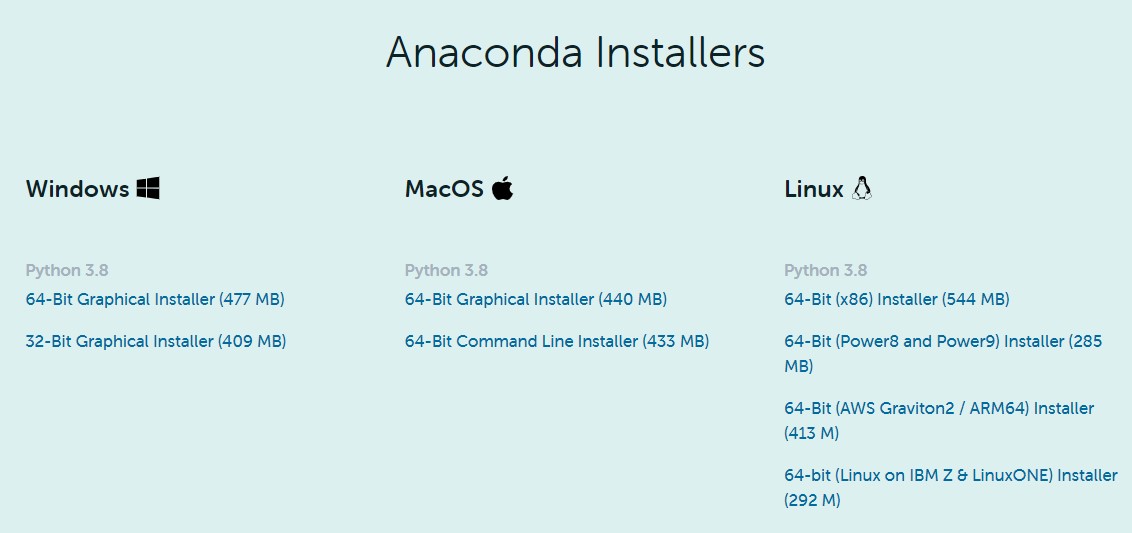 Anaconda Installers
Windows
Python 3.8
64-Bit Graphical Installer (477 MB)
32-Bit Graphical Installer (409 MB)
MacOS
Python 3.8
64-Bit Graphical Installer (440 MB)
64-Bit Command Line Installer (433 MB)
Linux
Python 3.8
64-Bit (x86) Installer (544 MB)
64-Bit (Power8 and Power9) Installer (285
MB)
64-Bit (AWS Graviton2 / ARM64) Installer
(413 M)
64-bit (Linux on IBM Z & LinuxONE) Installer
(292 M)